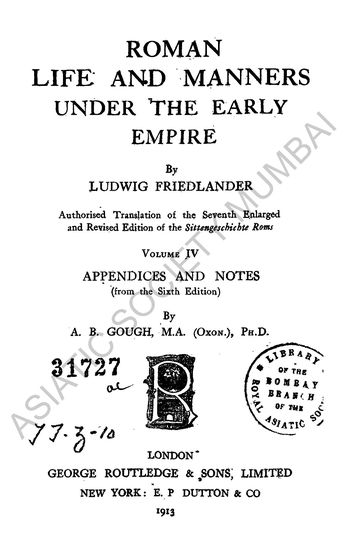 ROMAN
LIFE AND MANNERS
UNDER THE EARLY
EMPIRE
By
LUDWIG FRIEDLANDER
Authorised Translation of the Seventh Enlarged
and Revised Edition of the Sittengeschichte Roms
VOLUME IV
APPENDICES AND NOTES
(from the Sixth Edition)
By
A. B. GOUGH, M.A. (OXON.), PH.D.
31727
R
LIBRARY
OF THE
BOMBAY
BRANCH
OF THE
ROYAL ASIATIC SOC
LONDON
GEORGE ROUTLEDGE & SONS, LIMITED
NEW YORK: E. P DUTTON & CO
1913
ASIATIC SOCIETY MUMBAI